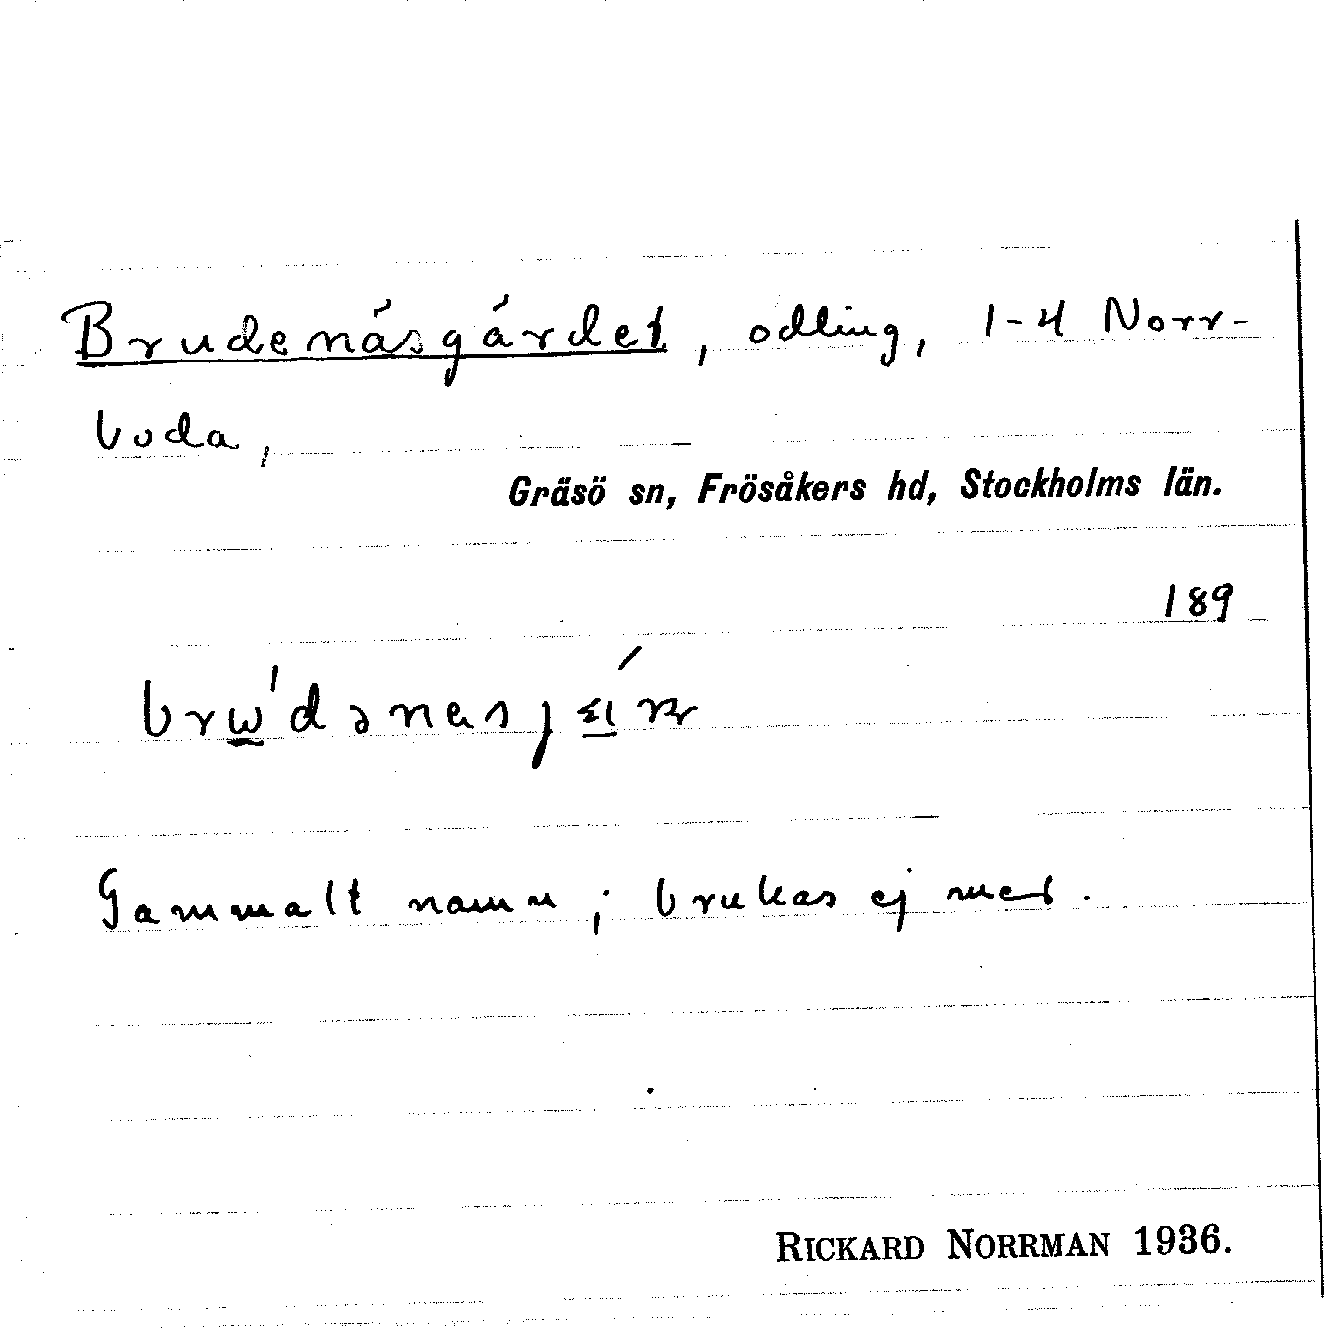 Brudenäsgärdet, odling, 1-4 Norr-
boda,
Gräsö sn, Frösåkers hd, Stockholms län.
189
Gammalt namn; brukas ej med.
RICKARD NORRMAN 1936.